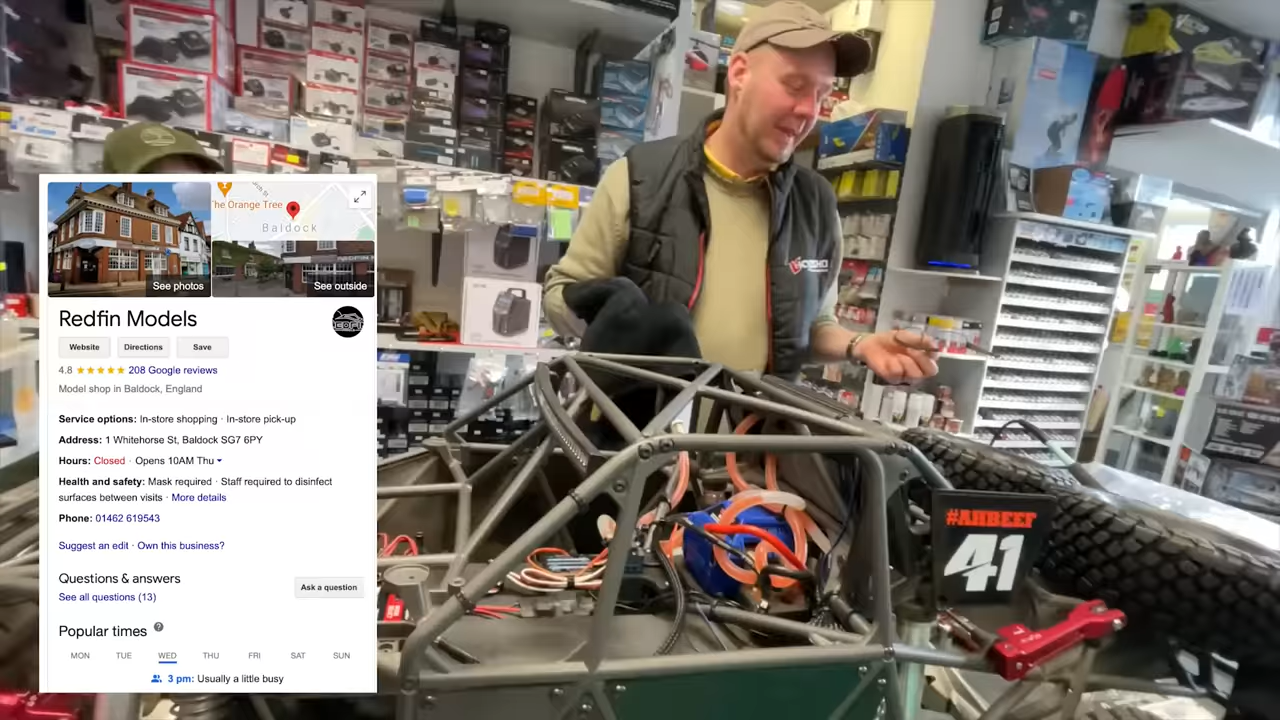 The Orange Tree
Baldock
See photos
See outside
Redfin Models
Website
Directions
Save
4.8 ★★★★★ 208 Google reviews
Model shop in Baldock, England
Service options: In-store shopping · In-store pick-up
Address: 1 Whitehorse St, Baldock SG7 6PY
Hours: Closed · Opens 10AM Thu
Health and safety: Mask required · Staff required to disinfect
surfaces between visits · More details
Phone: 01462 619543
Suggest an edit · Own this business?
Questions & answers
Ask a question
See all questions (13)
Popular times
MON TUE WED THU FRI SAT SUN
3 pm: Usually a little busy
#AHBEEF
41